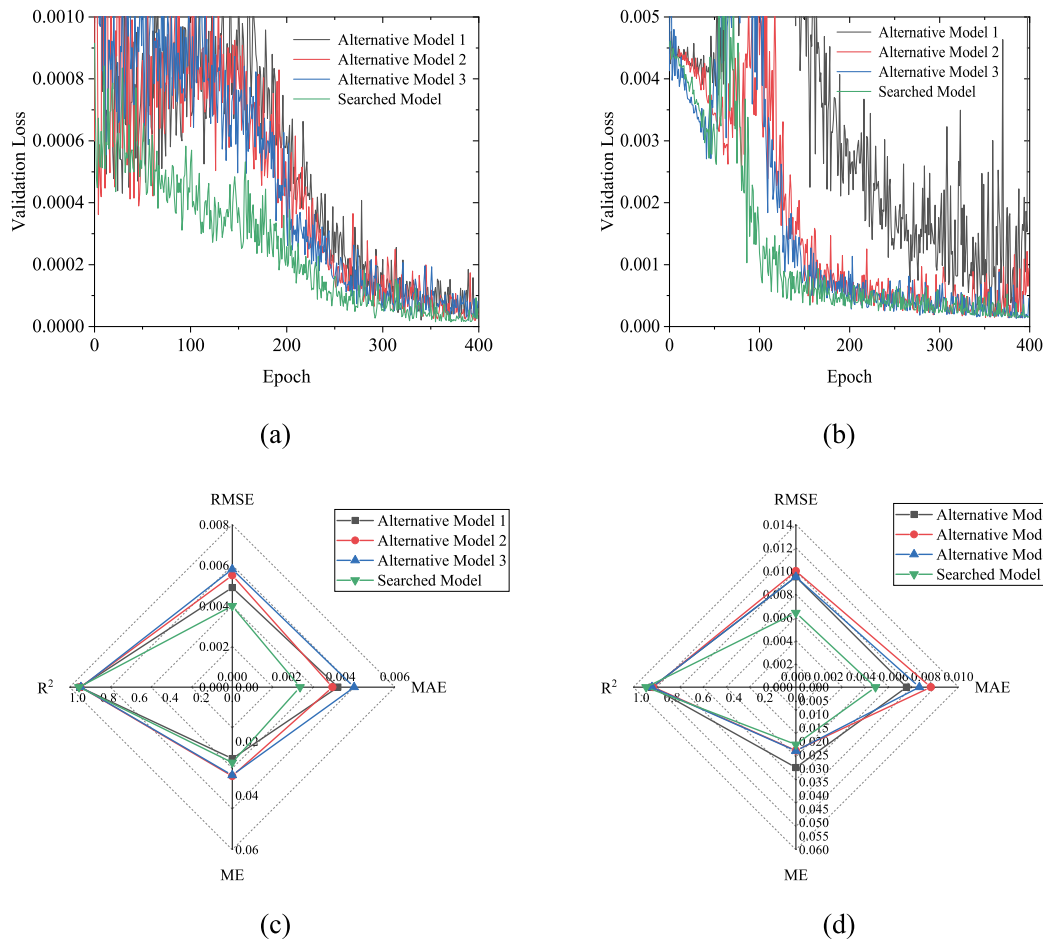 0.0010
0.0008
0.0006
0.0004
0.0002
0.0000
Validation Loss
0
100
200
300
400
Epoch
Alternative Model 1
Alternative Model 2
Alternative Model 3
Searched Model
(a)
0.005
0.004
0.003
0.002
0.001
0.000
Validation Loss
0
100
200
300
400
Epoch
Alternative Model 1
Alternative Model 2
Alternative Model 3
Searched Model
(b)
RMSE
0.008
0.006
0.004
0.002
0.000
Alternative Model 1
Alternative Model 2
Alternative Model 3
Searched Model
0.000
0.002
0.004
0.006
MAE
R²
1.0
0.8
0.6
0.4
0.2
0.0
0.00
0.02
0.04
0.06
ME
(c)
RMSE
0.014
0.012
0.010
0.008
0.006
0.004
0.002
0.000
Alternative Mod
Alternative Mod
Alternative Mod
Searched Model
0.000
0.002
0.004
0.006
0.008
0.010
MAE
R²
1.0
0.8
0.6
0.4
0.2
0.0
0.005
0.010
0.015
0.020
0.025
0.030
0.035
0.040
0.045
0.050
0.055
0.060
ME
(d)